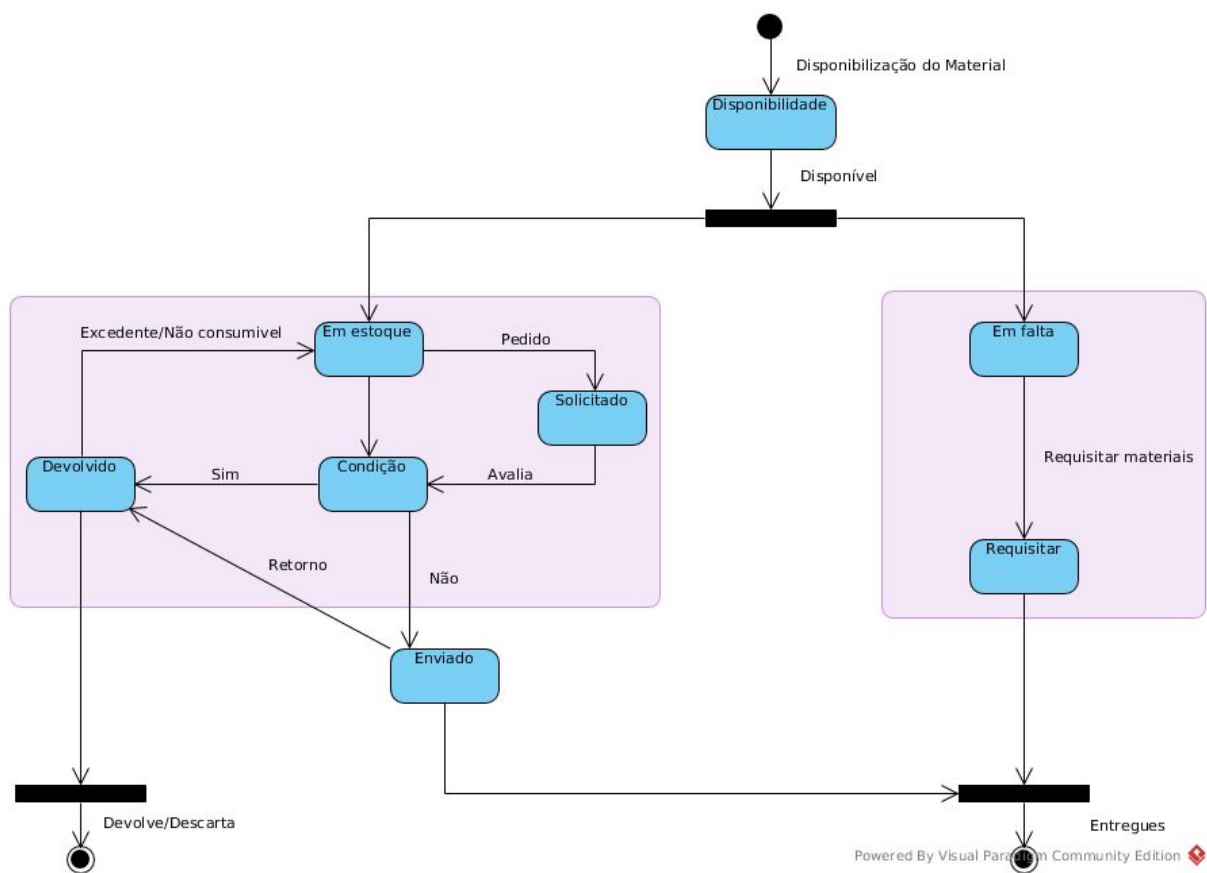 Disponibilização do Material
Disponibilidade
Disponível
Em estoque
Excedente/Não consumivel
Pedido
Solicitado
Devolvido
Sim
Condição
Avalia
Retorno
Não
Enviado
Em falta
Requisitar materiais
Requisitar
Devolve/Descarta
Entregues
Powered By Visual Paradigm Community Edition